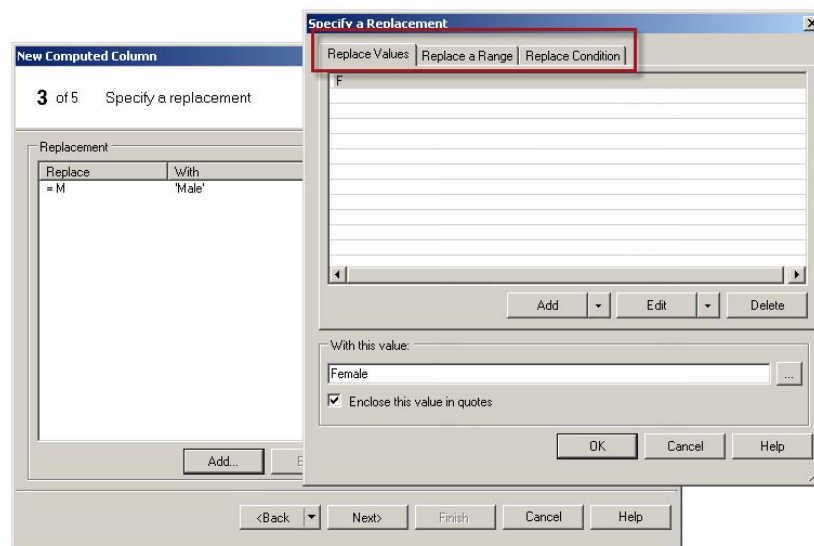 New Computed Column
3 of 5 Specify a replacement
Replacement
Replace With
= M 'Male'
Add...
<Back Next> Finish Cancel Help
Specify a Replacement
Replace Values Replace a Range Replace Condition
F
Add Edit Delete
With this value:
Female
...
Enclose this value in quotes
OK Cancel Help